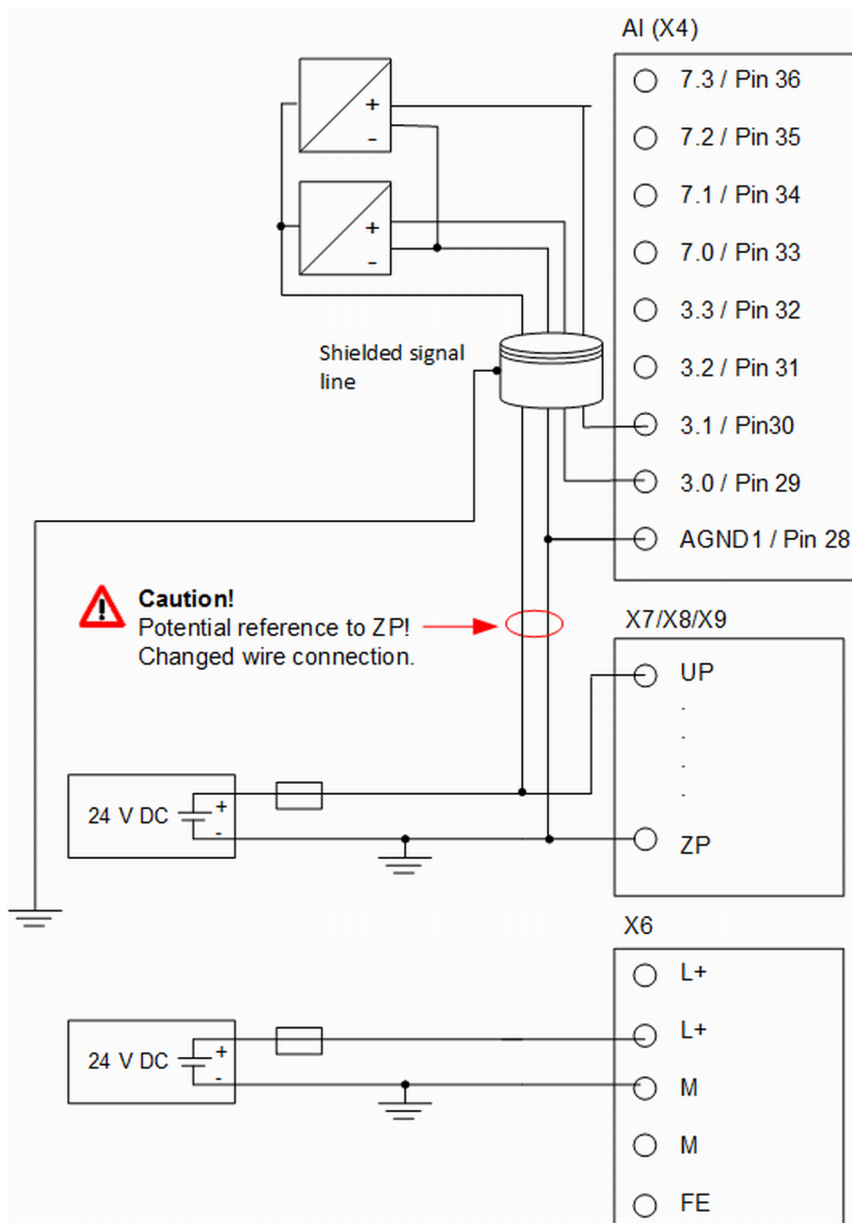 AI (X4)
7.3 / Pin 36
7.2 / Pin 35
7.1 / Pin 34
7.0 / Pin 33
3.3 / Pin 32
3.2 / Pin 31
3.1 / Pin30
3.0 / Pin 29
AGND1 / Pin 28
+
-
+
-
Shielded signal
line
Caution!
Potential reference to ZP!
Changed wire connection.
X7/X8/X9
UP
.
.
.
.
ZP
24 V DC
+
-
X6
L+
L+
M
M
FE
24 V DC
+
-